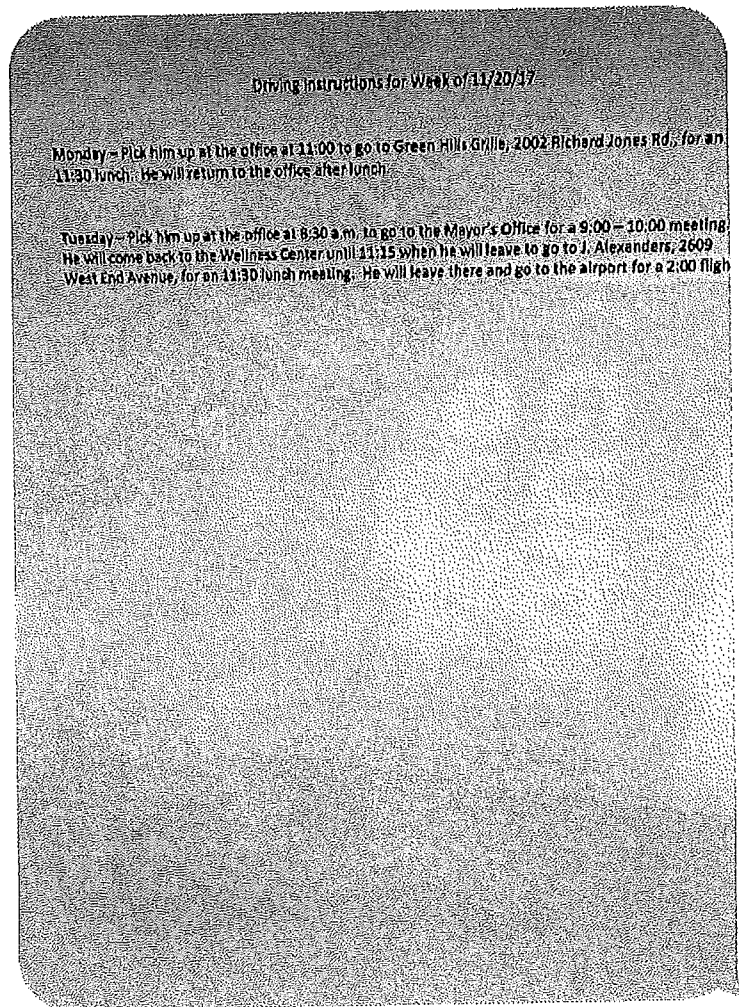 Driving Instructions for Week of 11/20/17
Monday – Pick him up at the office at 11:00 to go to Green Hills Grille, 2002 Richard Jones Rd., for an
11:30 lunch. He will return to the office after lunch.
Tuesday – Pick him up at the office at 8:30 a.m. to go to the Mayor's Office for a 9:00 – 10:00 meeting.
He will come back to the Wellness Center until 11:15 when he will leave to go to J. Alexanders, 2609
West End Avenue, for an 11:30 lunch meeting. He will leave there and go to the airport for a 2:00 fligh